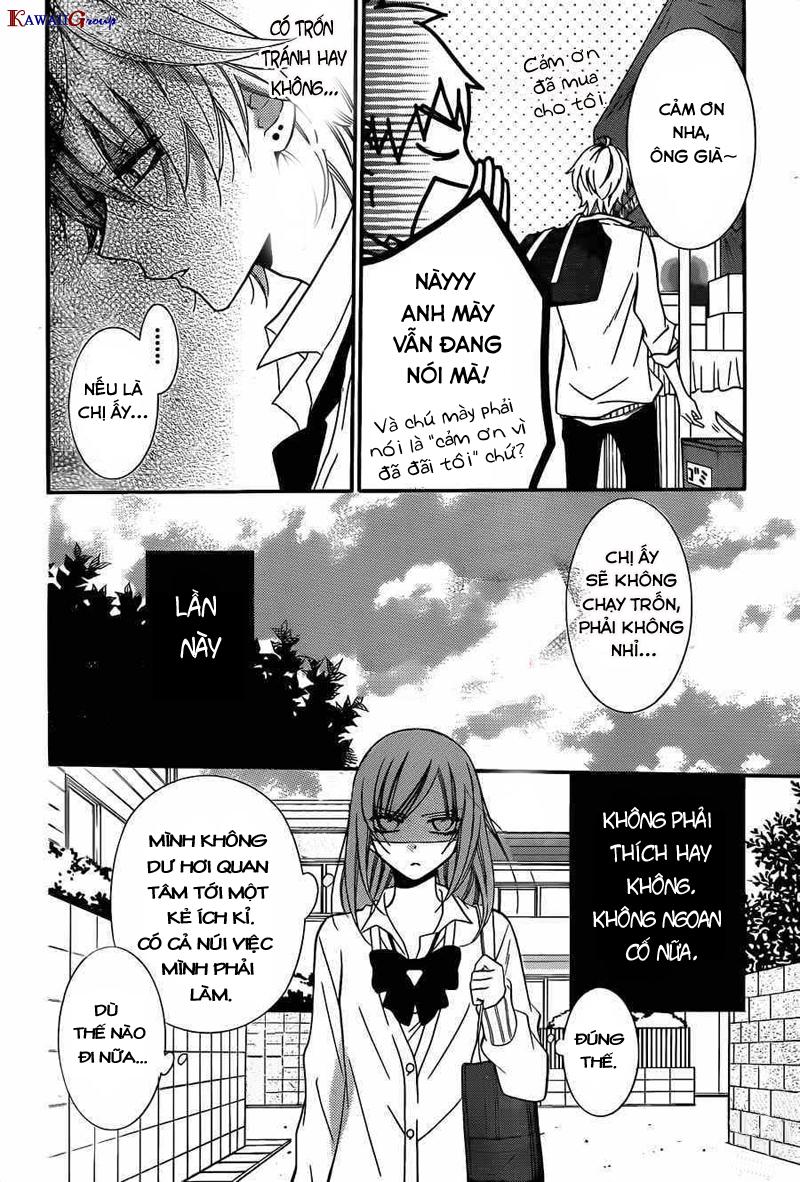 KAWAIIGroup
CẢM ƠN
NHA,
ÔNG GIÀ~
Cảm ơn
đã mua
cho tôi.
NÀYYY
ANH MÀY
VẪN ĐANG
NÓI MÀ!
Và chú mày phải
nói là "cảm ơn vì
đã đãi tôi" chứ?
ゴミ
CÓ TRỐN
TRÁNH HAY
KHÔNG...
......
NẾU LÀ
CHỊ ẤY...
CHỊ ẤY
SẼ KHÔNG
CHẠY TRỐN,
PHẢI KHÔNG
NHỈ...
LẦN
NÀY
KHÔNG PHẢI
THÍCH HAY
KHÔNG.
KHÔNG NGOAN
CỐ NỮA.
MÌNH KHÔNG
DƯ HƠI QUAN
TÂM TỚI MỘT
KẺ ÍCH KỈ.
CÓ CẢ NÚI VIỆC
MÌNH PHẢI
LÀM.
ĐÚNG
THẾ.
DÙ
THẾ NÀO
ĐI NỮA...